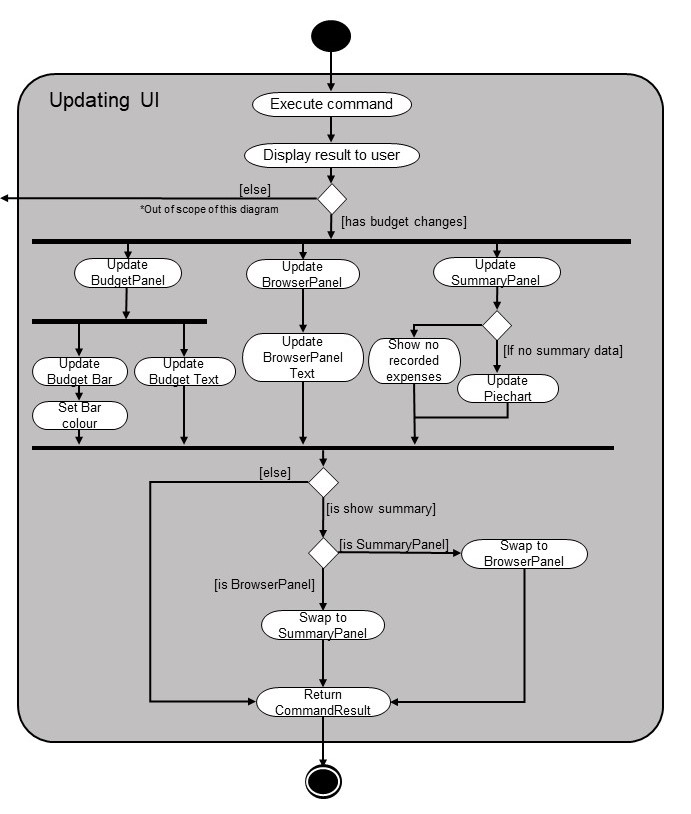 Updating UI
Execute command
Display result to user
[else]
*Out of scope of this diagram
[has budget changes]
Update
BudgetPanel
Update
BrowserPanel
Update
SummaryPanel
Update
Budget Bar
Update
Budget Text
Update
BrowserPanel
Text
Show no
recorded
expenses
[If no summary data]
Update
Piechart
Set Bar
colour
[else]
[is show summary]
[is SummaryPanel]
Swap to
BrowserPanel
[is BrowserPanel]
Swap to
SummaryPanel
Return
CommandResult